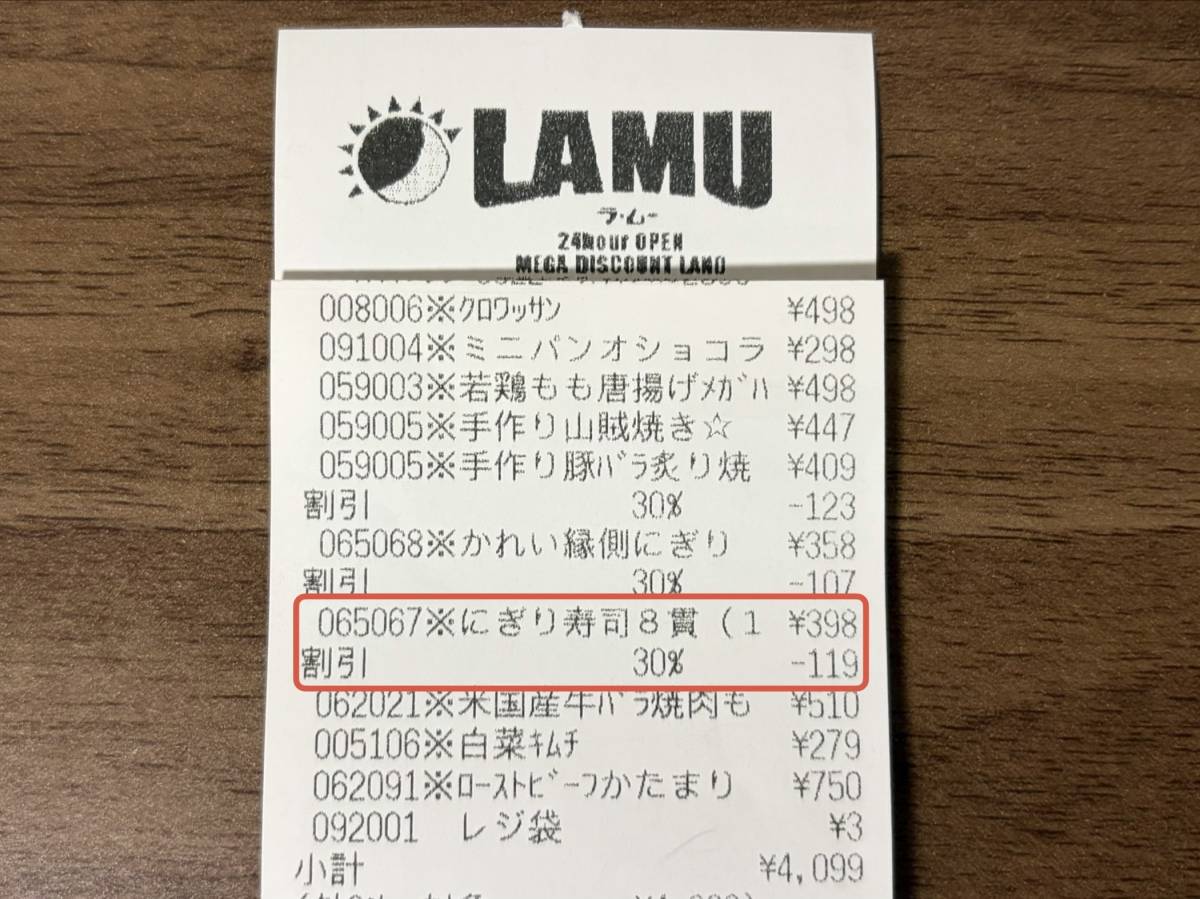 LAMU
ラ・ムー
24hour OPEN
MEGA DISCOUNT LAND
008006※クロワッサン ¥498
091004※ミニパンオショコラ ¥298
059003※若鶏もも唐揚げメガハ ¥498
059005※手作り山賊焼き☆ ¥447
059005※手作り豚バラ炙り焼 ¥409
割引 30% -123
065068※かれい縁側にぎり ¥358
割引 30% -107
065067※にぎり寿司8貫(1 ¥398
割引 30% -119
062021※米国産牛バラ焼肉も ¥510
005106※白菜キムチ ¥279
062091※ローストビーフかたまり ¥750
092001 レジ袋 ¥3
小計 ¥4,099